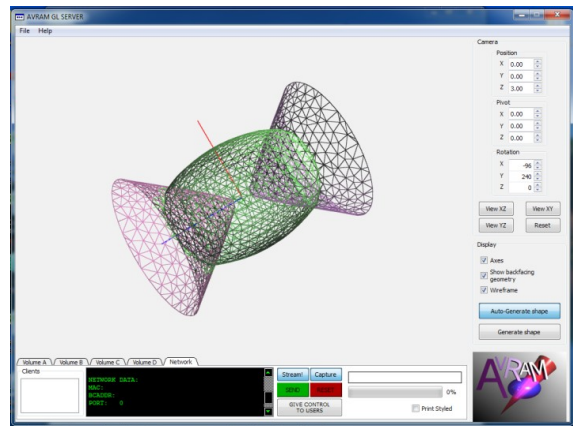 AVRAM GL SERVER
File Help
Camera
Position
X 0.00
Y 0.00
Z 3.00
Pivot
X 0.00
Y 0.00
Z 0.00
Rotation
X -96
Y 240
Z 0
View XZ View XY
View YZ Reset
Display
Axes
Show backfacing
geometry
Wireframe
Auto-Generate shape
Generate shape
Volume A Volume B Volume C Volume D Network
Clients
NETWORK DATA:
MAC:
BCADDR:
PORT: 0
Stream! Capture
SEND RESET
GIVE CONTROL
TO USERS
0%
Print Styled
AVRAM